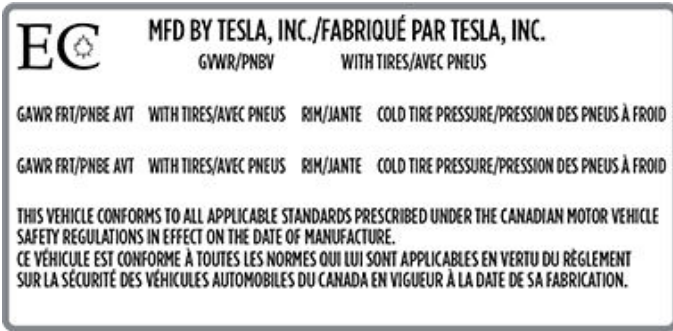 EC
MFD BY TESLA, INC./FABRIQUÉ PAR TESLA, INC.
GVWR/PNBV WITH TIRES/AVEC PNEUS
GAWR FRT/PNBE AVT WITH TIRES/AVEC PNEUS RIM/JANTE COLD TIRE PRESSURE/PRESSION DES PNEUS À FROID
GAWR FRT/PNBE AVT WITH TIRES/AVEC PNEUS RIM/JANTE COLD TIRE PRESSURE/PRESSION DES PNEUS À FROID
THIS VEHICLE CONFORMS TO ALL APPLICABLE STANDARDS PRESCRIBED UNDER THE CANADIAN MOTOR VEHICLE
SAFETY REGULATIONS IN EFFECT ON THE DATE OF MANUFACTURE.
CE VÉHICULE EST CONFORME À TOUTES LES NORMES QUI LUI SONT APPLICABLES EN VERTU DU RÈGLEMENT
SUR LA SÉCURITÉ DES VÉHICULES AUTOMOBILES DU CANADA EN VIGUEUR À LA DATE DE SA FABRICATION.